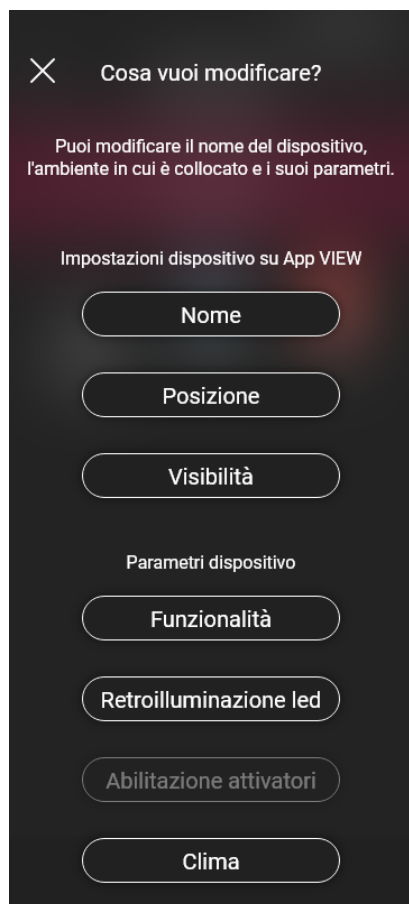 Cosa vuoi modificare?
Puoi modificare il nome del dispositivo,
l'ambiente in cui è collocato e i suoi parametri.
Impostazioni dispositivo su App VIEW
Nome
Posizione
Visibilità
Parametri dispositivo
Funzionalità
Retroilluminazione led
Abilitazione attivatori
Clima